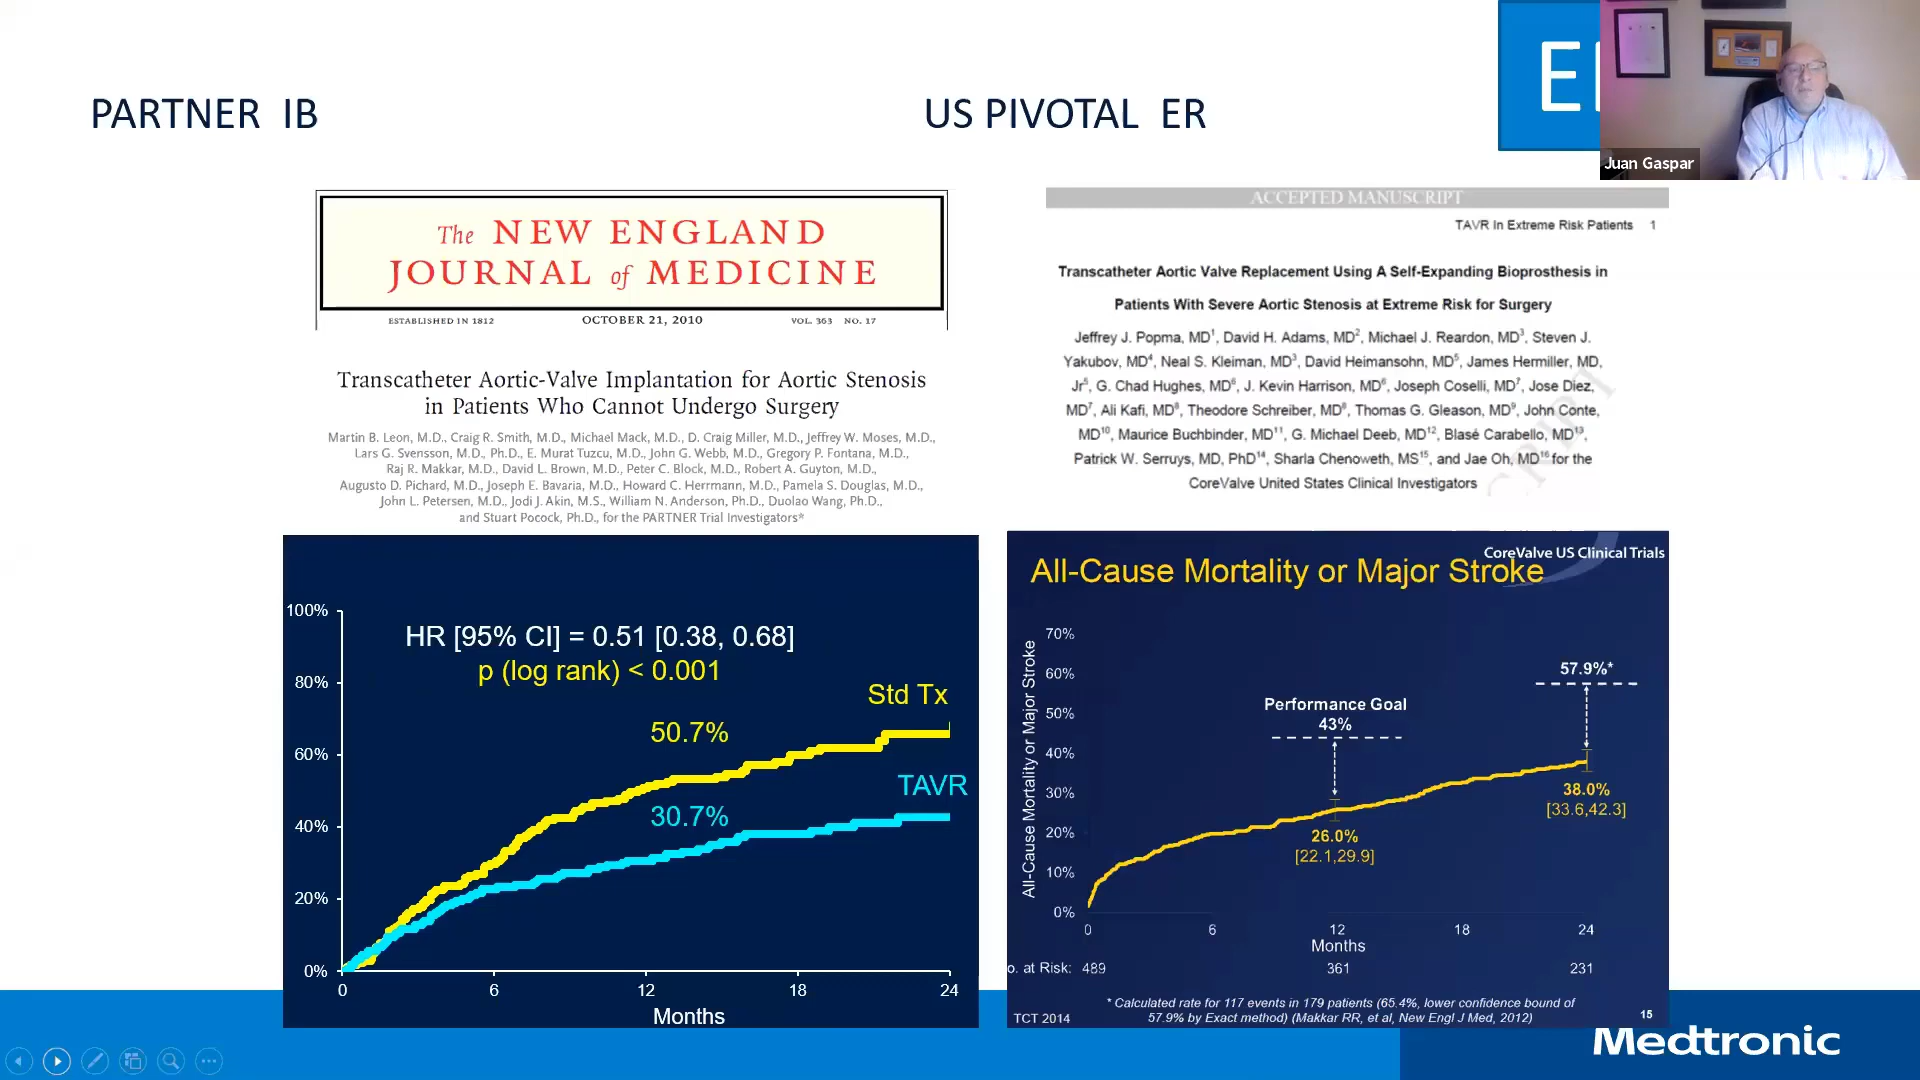 PARTNER IB
US PIVOTAL ER
E
Juan Gaspar
The NEW ENGLAND
JOURNAL of MEDICINE
ESTABLISHED IN 1812 OCTOBER 21, 2010 VOL. 363 NO. 17
Transcatheter Aortic-Valve Implantation for Aortic Stenosis
in Patients Who Cannot Undergo Surgery
Martin B. Leon, M.D., Craig R. Smith, M.D., Michael Mack, M.D., D. Craig Miller, M.D., Jeffrey W. Moses, M.D.,
Lars G. Svensson, M.D., Ph.D., E. Murat Tuzcu, M.D., John G. Webb, M.D., Gregory P. Fontana, M.D.,
Raj R. Makkar, M.D., David L. Brown, M.D., Peter C. Block, M.D., Robert A. Guyton, M.D.,
Augusto D. Pichard, M.D., Joseph E. Bavaria, M.D., Howard C. Herrmann, M.D., Pamela S. Douglas, M.D.,
John L. Petersen, M.D., Jodi J. Akin, M.S., William N. Anderson, Ph.D., Duolao Wang, Ph.D.,
and Stuart Pocock, Ph.D., for the PARTNER Trial Investigators*
ACCEPTED MANUSCRIPT
TAVR In Extreme Risk Patients 1
Transcatheter Aortic Valve Replacement Using A Self-Expanding Bioprosthesis in
Patients With Severe Aortic Stenosis at Extreme Risk for Surgery
Jeffrey J. Popma, MD1, David H. Adams, MD2, Michael J. Reardon, MD3, Steven J.
Yakubov, MD4, Neal S. Kleiman, MD3, David Heimansohn, MD5, James Hermiller, MD,
Jr5, G. Chad Hughes, MD6, J. Kevin Harrison, MD6, Joseph Coselli, MD7, Jose Diez,
MD7, Ali Kafi, MD8, Theodore Schreiber, MD8, Thomas G. Gleason, MD9, John Conte,
MD10, Maurice Buchbinder, MD11, G. Michael Deeb, MD12, Blasé Carabello, MD13,
Patrick W. Serruys, MD, PhD14, Sharla Chenoweth, MS15, and Jae Oh, MD16 for the
CoreValve United States Clinical Investigators
HR [95% CI] = 0.51 [0.38, 0.68]
p (log rank) < 0.001
Std Tx
50.7%
TAVR
30.7%
100%
80%
60%
40%
20%
0%
0 6 12 18 24
Months
CoreValve US Clinical Trials
All-Cause Mortality or Major Stroke
All-Cause Mortality or Major Stroke
70%
60%
50%
40%
30%
20%
10%
0%
57.9%*
Performance Goal
43%
38.0%
[33.6,42.3]
26.0%
[22.1,29.9]
0 6 12 18 24
Months
o. at Risk: 489 361 231
* Calculated rate for 117 events in 179 patients (65.4%, lower confidence bound of
57.9% by Exact method) (Makkar RR, et al, New Engl J Med, 2012)
TCT 2014
15
Medtronic